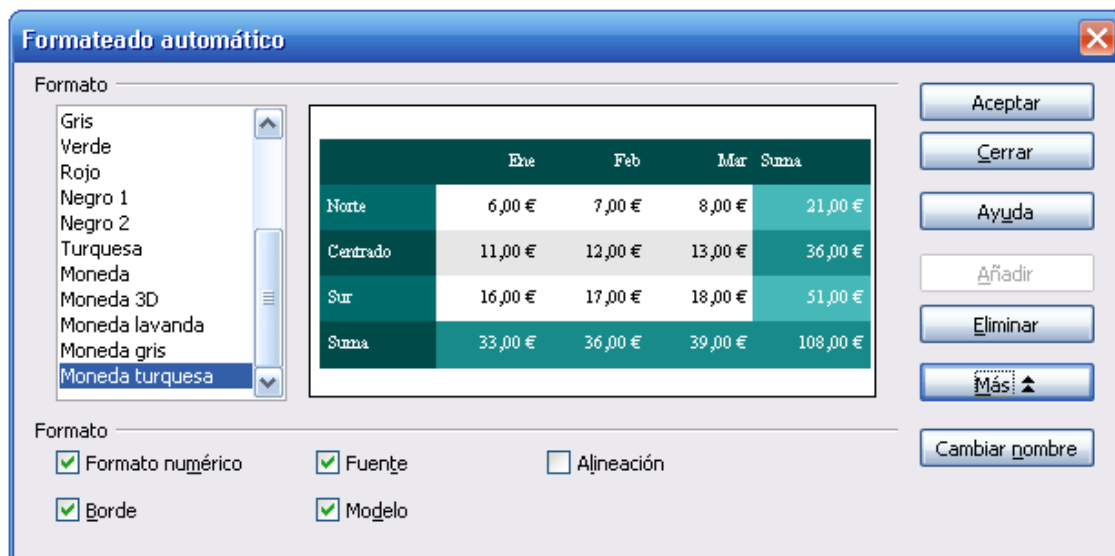 Formateado automático
Formato
Gris
Verde
Rojo
Negro 1
Negro 2
Turquesa
Moneda
Moneda 3D
Moneda lavanda
Moneda gris
Moneda turquesa
Ene Feb Mar Suma
Norte 6,00 € 7,00 € 8,00 € 21,00 €
Centrado 11,00 € 12,00 € 13,00 € 36,00 €
Sur 16,00 € 17,00 € 18,00 € 51,00 €
Suma 33,00 € 36,00 € 39,00 € 108,00 €
Aceptar
Cerrar
Ayuda
Añadir
Eliminar
Más
Cambiar nombre
Formato
Formato numérico Fuente Alineación
Borde Modelo